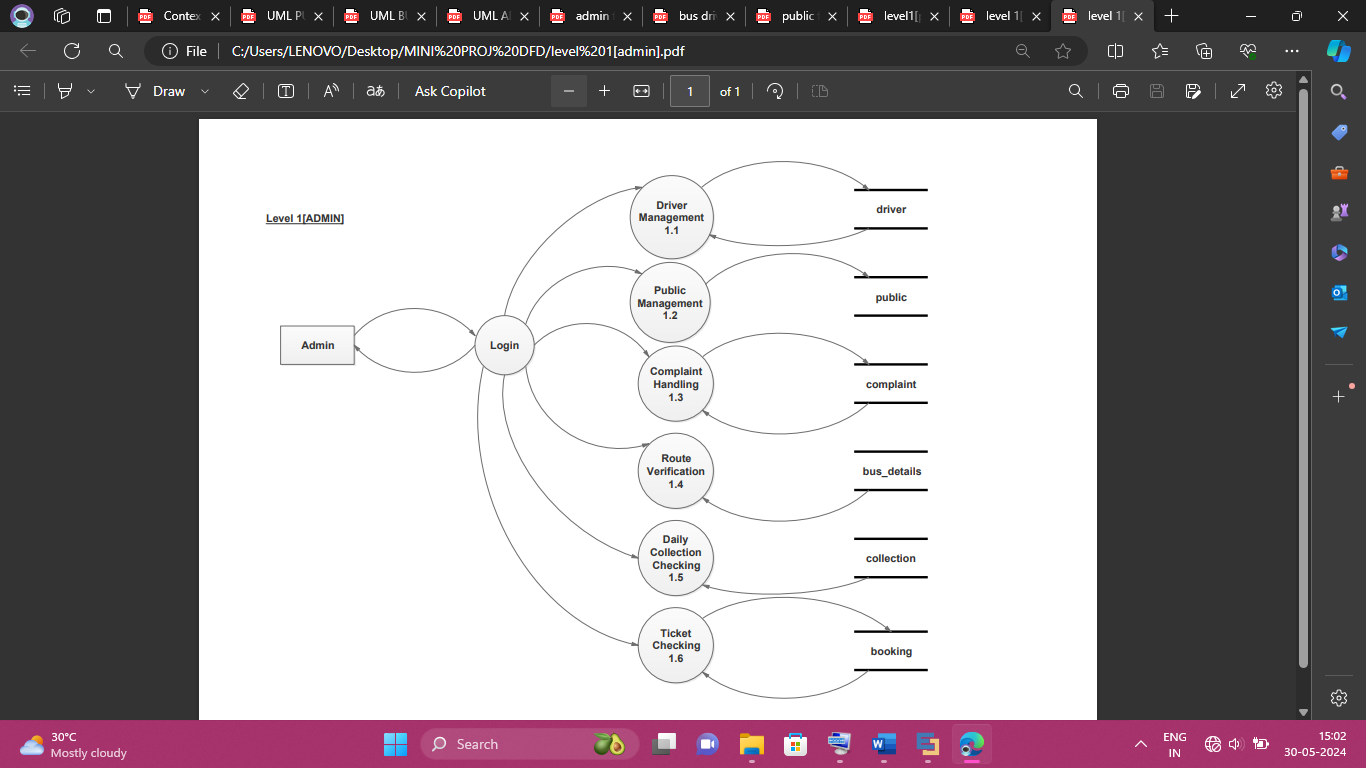 Contex
UML P
UML B
UML A
admin
bus dri
public
level1[
level 1[
level 1[
File
C:/Users/LENOVO/Desktop/MINI%20PROJ%20DFD/level%201[admin].pdf
Draw
Ask Copilot
1
of 1
Level 1[ADMIN]
Driver
Management
1.1
driver
Public
Management
1.2
public
Admin
Login
Complaint
Handling
1.3
complaint
Route
Verification
1.4
bus_details
Daily
Collection
Checking
1.5
collection
Ticket
Checking
1.6
booking
30°C
Mostly cloudy
Search
ENG
IN
15:02
30-05-2024